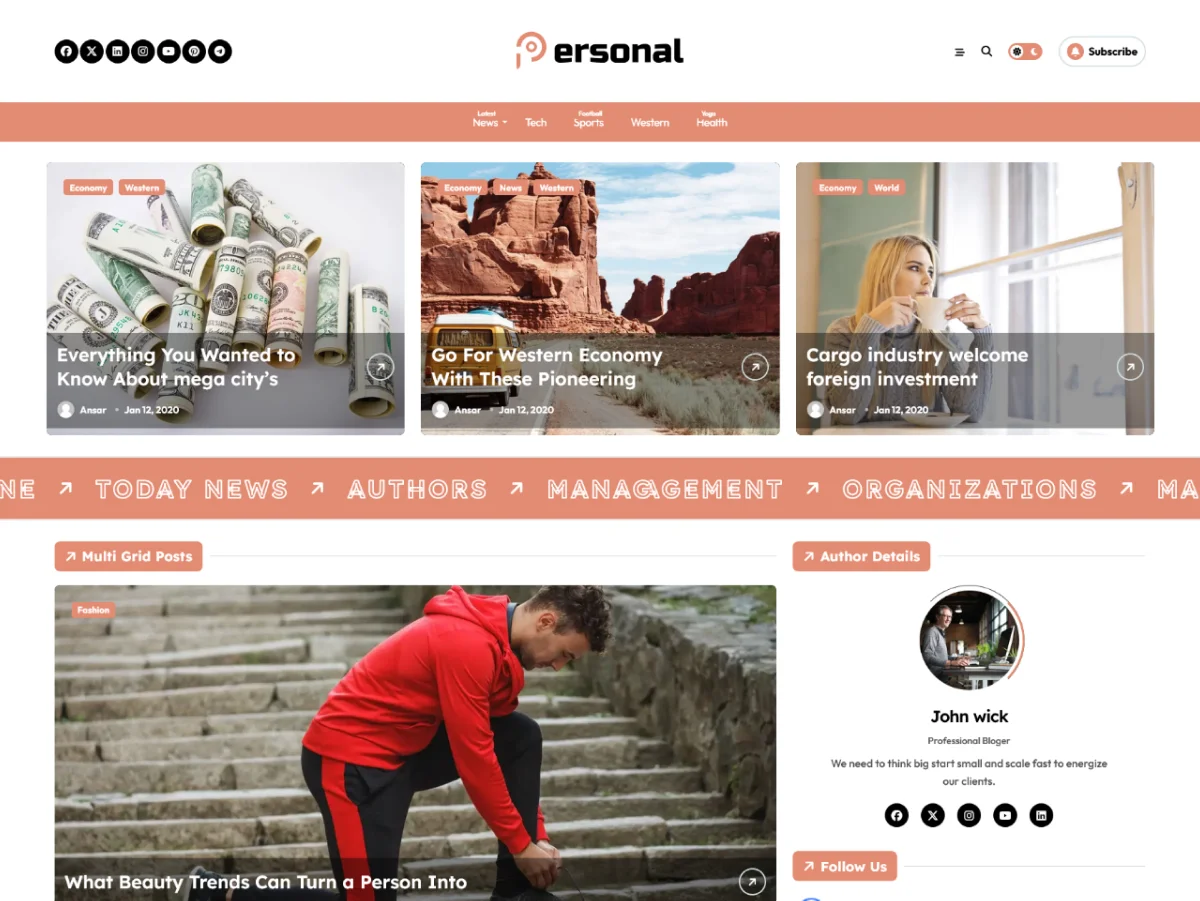 Personal
Subscribe
Latest
News
Tech
Football
Sports
Western
Yoga
Health
Economy Western
Everything You Wanted to
Know About mega city's
Ansar • Jan 12, 2020
Economy News Western
Go For Western Economy
With These Pioneering
Ansar • Jan 12, 2020
Economy World
Cargo industry welcome
foreign investment
Ansar • Jan 12, 2020
NE TODAY NEWS AUTHORS MANAGAGEMENT ORGANIZATIONS MA
Multi Grid Posts
Fashion
What Beauty Trends Can Turn a Person Into
Author Details
John wick
Professional Bloger
We need to think big start small and scale fast to energize
our clients.
Follow Us